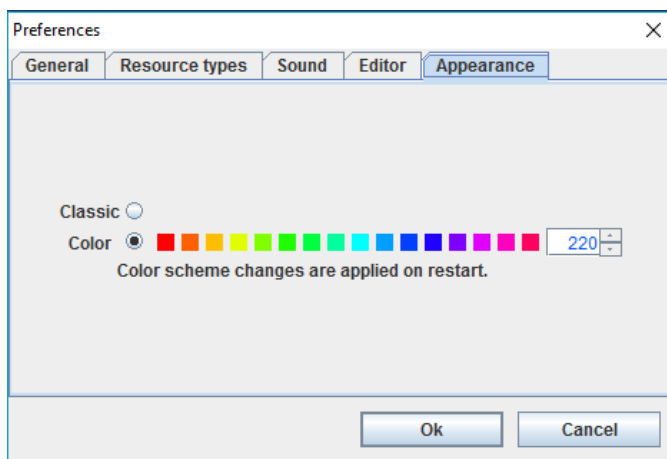 Preferences
General Resource types Sound Editor Appearance
Classic
Color 220
Color scheme changes are applied on restart.
Ok Cancel